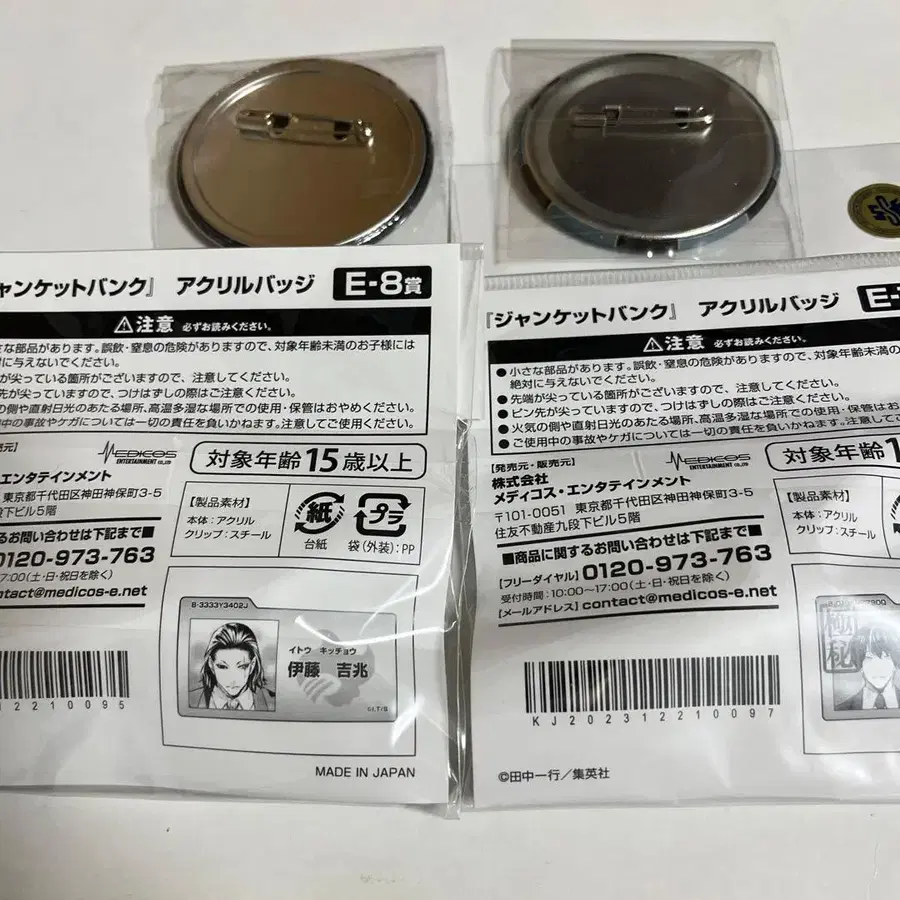 ャンケットバンク』 アクリルバッジ E-8賞
⚠注意 必ずお読みください。
さな部品があります。誤飲・窒息の危険がありますので、対象年齢未満のお子様には
対に与えないでください。
が尖っている箇所がございますので、注意してください。
先が尖っていますので、つけはずしの際はご注意ください。
の側や直射日光のあたる場所、高温多湿な場所での使用・保管はおやめください。
中の事故やケガについては一切の責任を負いかねます。注意してご使用ください。
発売元】
MEDICOS
ENTERTAINMENT CO.,LTD
エンタテインメント
東京都千代田区神田神保町3-5
段下ビル5階
るお問い合わせは下記まで■
0120-973-763
17:00(土・日・祝日を除く)
contact@medicos-e.net
対象年齢15歳以上
【製品素材】
本体:アクリル
クリップ:スチール
紙
台紙
プラ
袋(外装):PP
8-3333Y3402J
イトウ キッチョウ
伊藤 吉兆
©I.T/S
12210095
MADE IN JAPAN
『ジャンケットバンク』 アクリルバッジ E-
⚠注意 必ずお読みください。
●小さな部品があります。誤飲・窒息の危険がありますので、対象年齢未満の
絶対に与えないでください。
●先端が尖っている箇所がございますので、注意してください。
●ピン先が尖っていますので、つけはずしの際はご注意ください。
●火気の側や直射日光のあたる場所、高温多湿な場所での使用・保管はお
●ご使用中の事故やケガについては一切の責任を負いかねます。注意してご
【発売元・販売元】
MEDICOS
ENTERTAINMENT CO.,LTD
株式会社
メディコス・エンタテインメント
〒101-0051 東京都千代田区神田神保町3-5
住友不動産九段下ビル5階
■商品に関するお問い合わせは下記まで■
【フリーダイヤル】0120-973-763
受付時間:10:00〜17:00(土・日・祝日を除く)
【メールアドレス】contact@medicos-e.net
対象年齢
【製品素材】
本体:アクリル
クリップ:スチール
極秘
KJ20231221 0097
©田中一行/集英社